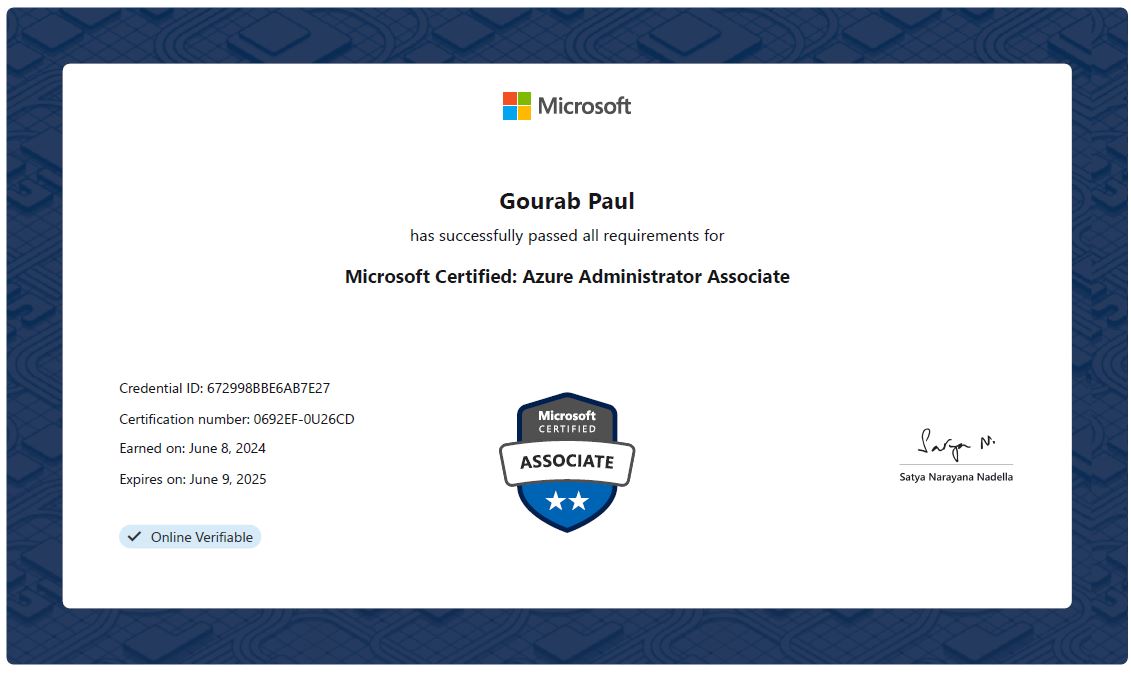 Microsoft
Gourab Paul
has successfully passed all requirements for
Microsoft Certified: Azure Administrator Associate
Credential ID: 672998BBE6AB7E27
Certification number: 0692EF-0U26CD
Earned on: June 8, 2024
Expires on: June 9, 2025
Online Verifiable
Microsoft
CERTIFIED
ASSOCIATE
Satya N.
Satya Narayana Nadella